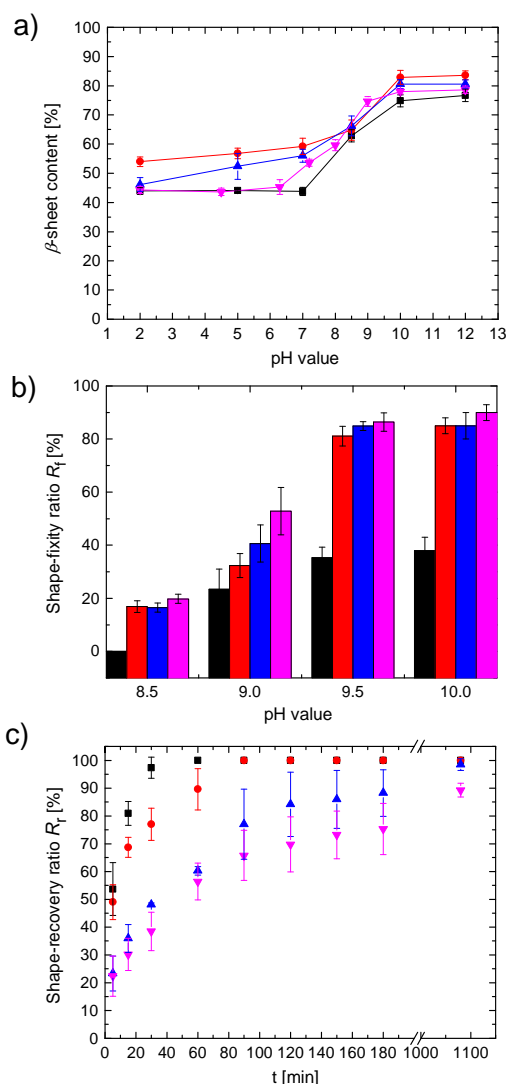 a)
β-sheet content [%]
100
90
80
70
60
50
40
30
20
10
0
1 2 3 4 5 6 7 8 9 10 11 12 13
pH value
b)
Shape-fixity ratio Rf [%]
100
80
60
40
20
0
8.5 9.0 9.5 10.0
pH value
c)
Shape-recovery ratio Rr [%]
100
90
80
70
60
50
40
30
20
10
0
0 20 40 60 80 100 120 140 160 180 1000 1100
t [min]